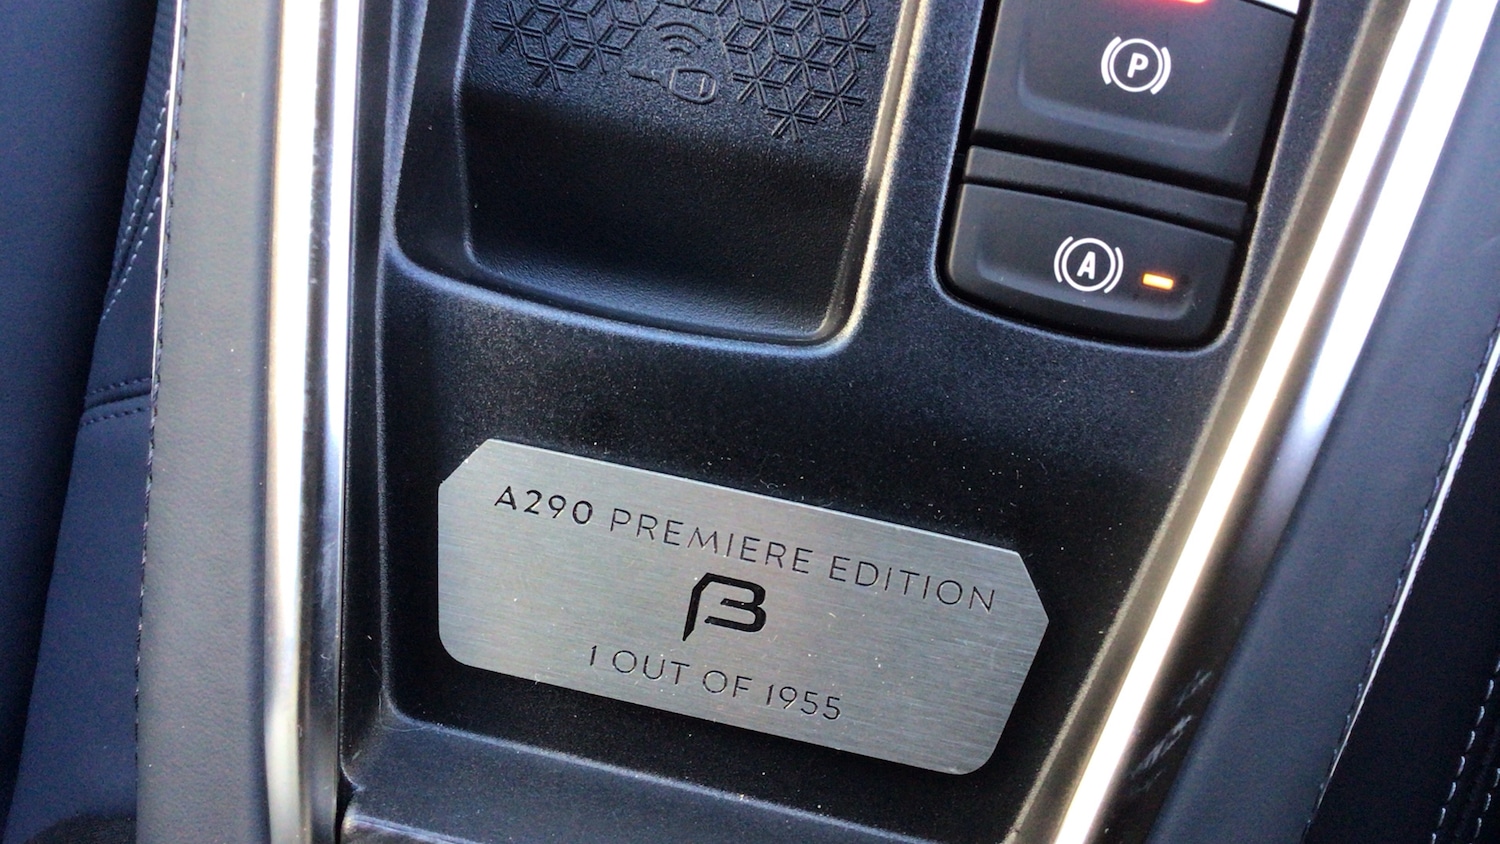 P
A
A290 PREMIERE EDITION
β
1 OUT OF 1955